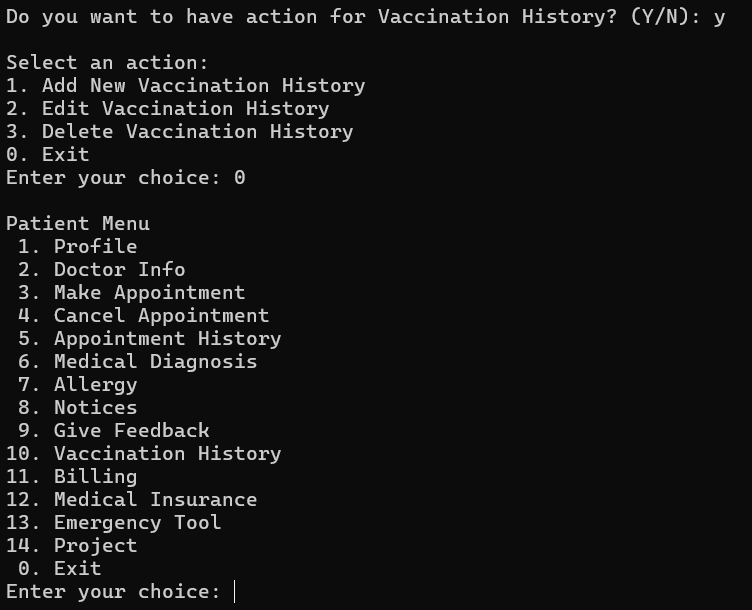 Do you want to have action for Vaccination History? (Y/N): y
Select an action:
1. Add New Vaccination History
2. Edit Vaccination History
3. Delete Vaccination History
0. Exit
Enter your choice: 0
Patient Menu
1. Profile
2. Doctor Info
3. Make Appointment
4. Cancel Appointment
5. Appointment History
6. Medical Diagnosis
7. Allergy
8. Notices
9. Give Feedback
10. Vaccination History
11. Billing
12. Medical Insurance
13. Emergency Tool
14. Project
0. Exit
Enter your choice: